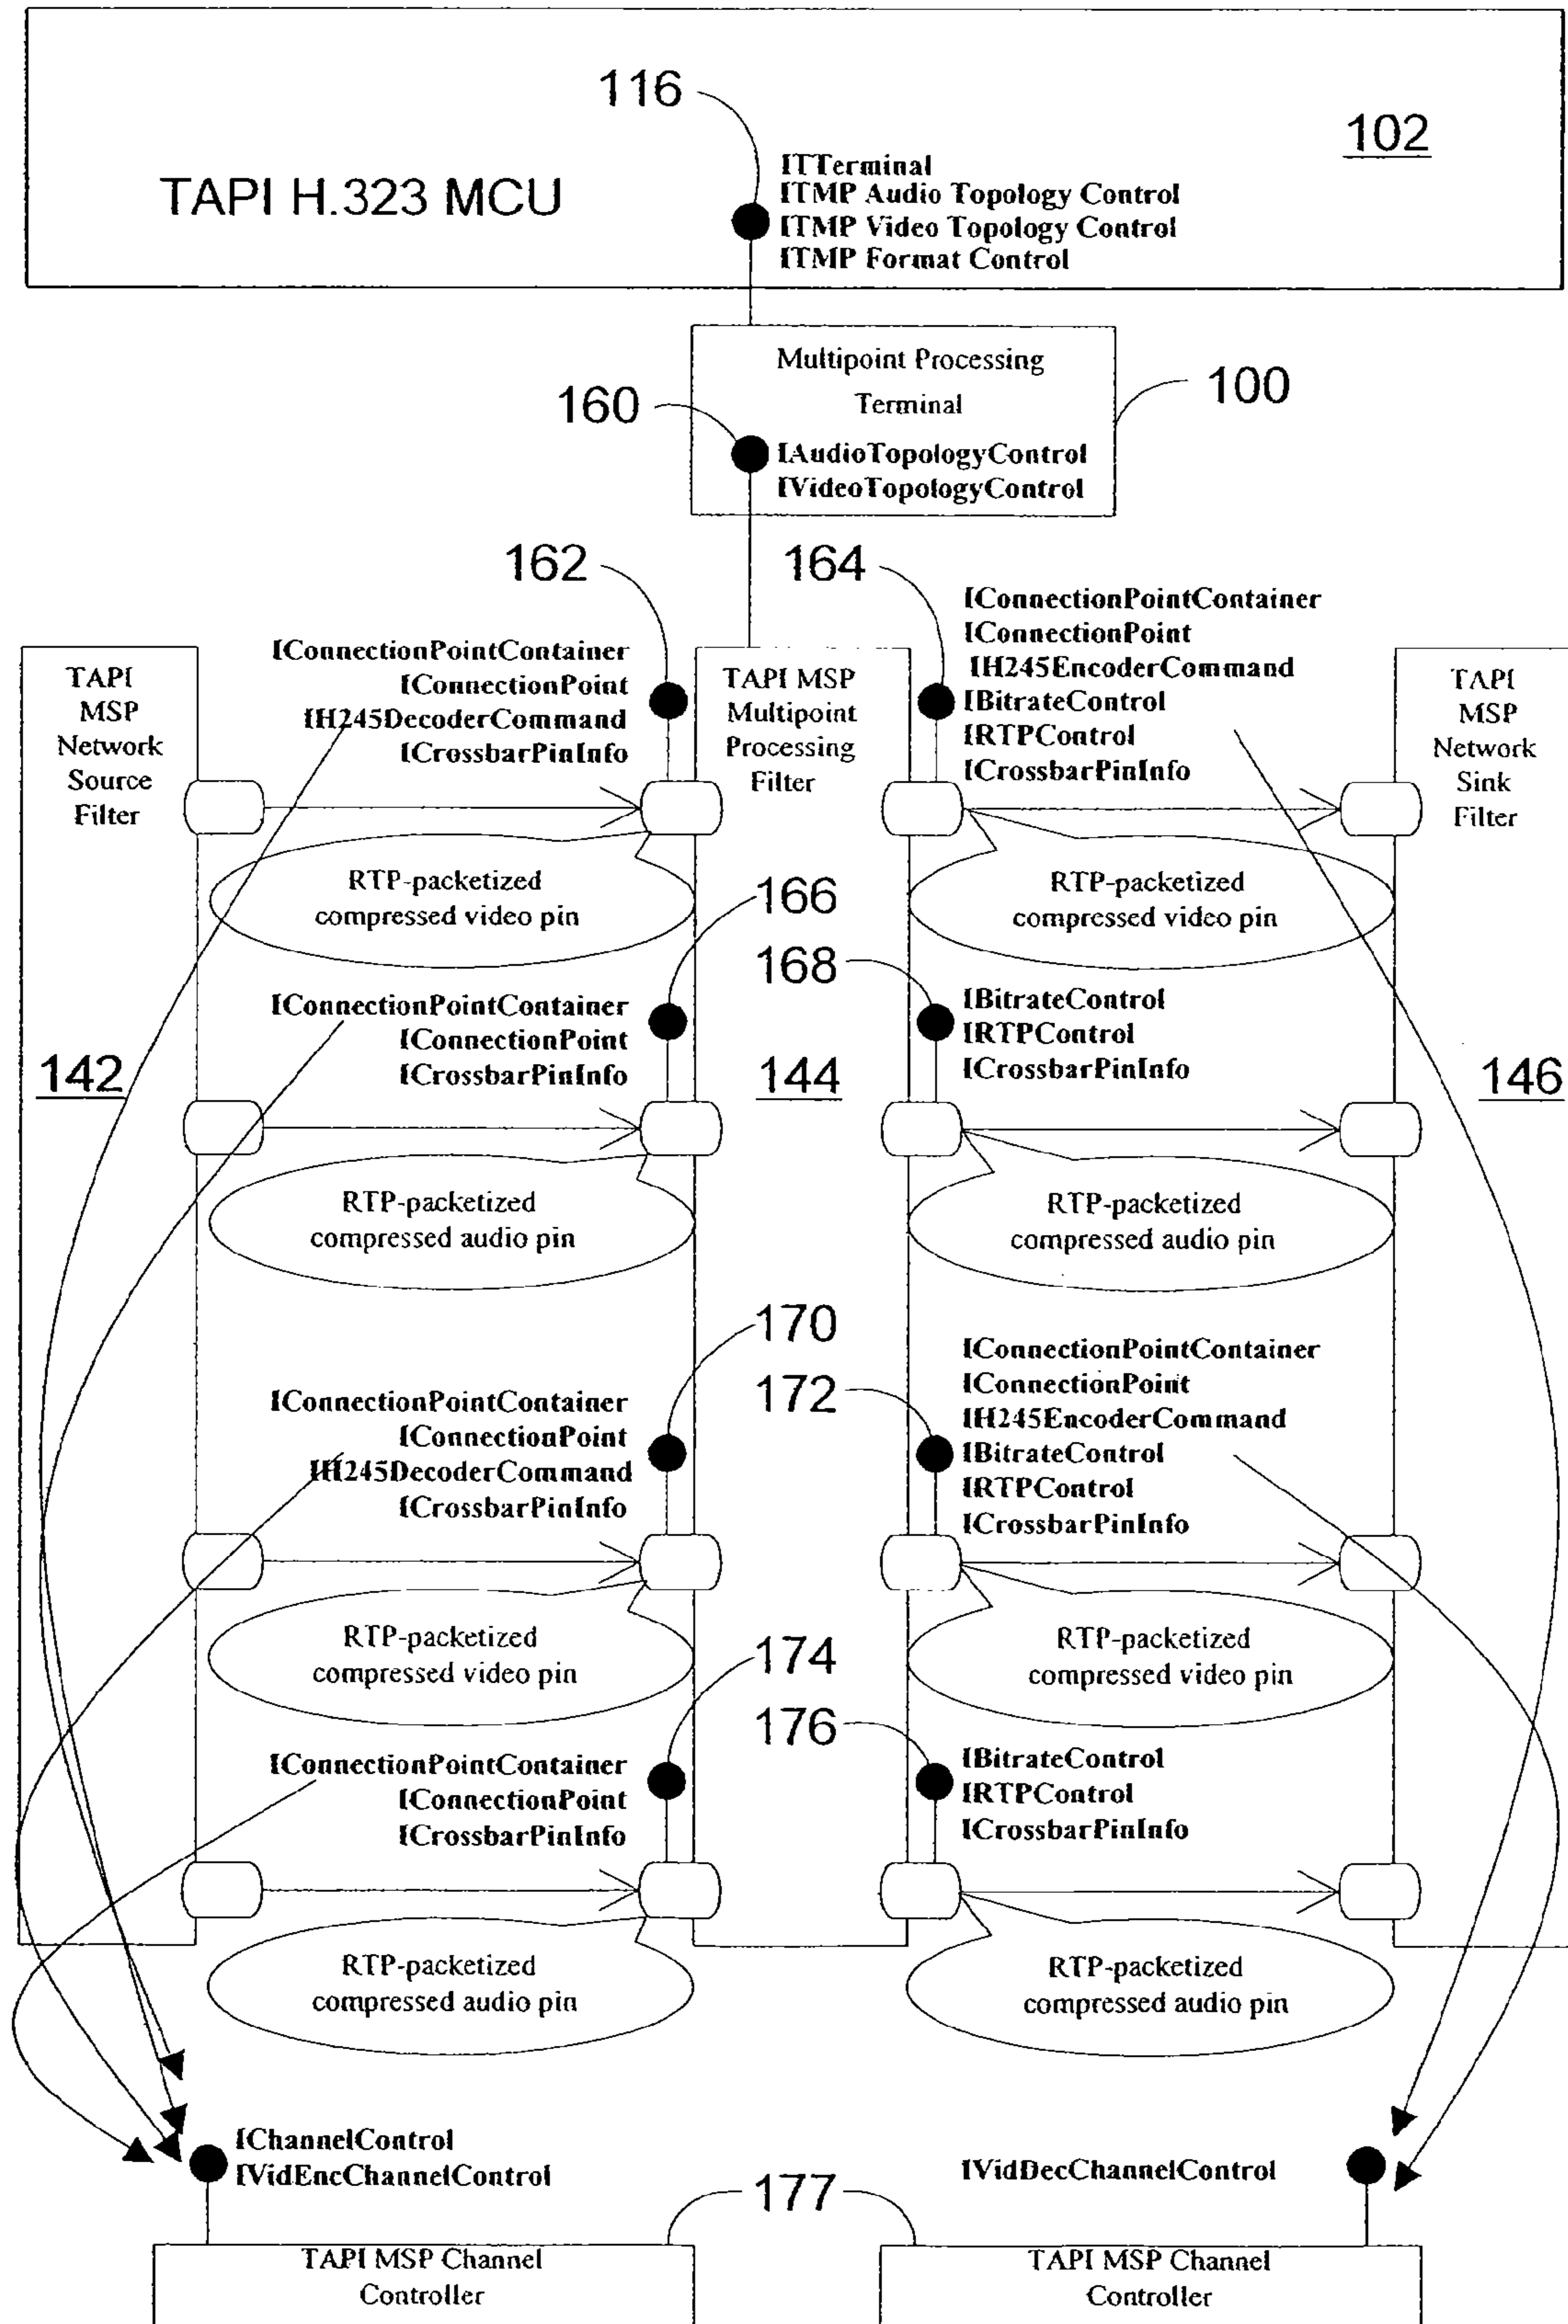 116
102
TAPI H.323 MCU
ITTerminal
ITMP Audio Topology Control
ITMP Video Topology Control
ITMP Format Control
Multipoint Processing
Terminal
100
160
IAudioTopologyControl
IVideoTopologyControl
162
164
TAPI
MSP
Network
Source
Filter
IConnectionPointContainer
IConnectionPoint
IH245DecoderCommand
ICrossbarPinInfo
TAPI MSP
Multipoint
Processing
Filter
IConnectionPointContainer
IConnectionPoint
IH245EncoderCommand
IBitrateControl
IRTPControl
ICrossbarPinInfo
TAPI
MSP
Network
Sink
Filter
RTP-packetized
compressed video pin
166
RTP-packetized
compressed video pin
168
IConnectionPointContainer
IConnectionPoint
ICrossbarPinInfo
IBitrateControl
IRTPControl
ICrossbarPinInfo
142
144
146
RTP-packetized
compressed audio pin
RTP-packetized
compressed audio pin
170
172
IConnectionPointContainer
IConnectionPoint
IH245DecoderCommand
ICrossbarPinInfo
IConnectionPointContainer
IConnectionPoint
IH245EncoderCommand
IBitrateControl
IRTPControl
ICrossbarPinInfo
RTP-packetized
compressed video pin
RTP-packetized
compressed video pin
174
176
IConnectionPointContainer
IConnectionPoint
ICrossbarPinInfo
IBitrateControl
IRTPControl
ICrossbarPinInfo
RTP-packetized
compressed audio pin
RTP-packetized
compressed audio pin
IChannelControl
IVidEncChannelControl
IVidDecChannelControl
177
TAPI MSP Channel
Controller
TAPI MSP Channel
Controller